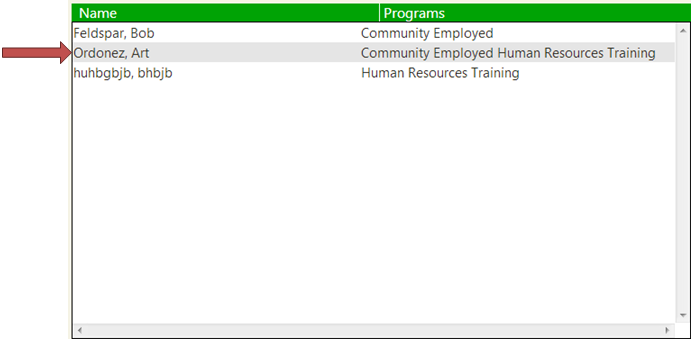 Name Programs
Feldspar, Bob Community Employed
Ordonez, Art Community Employed Human Resources Training
huhbgbjb, bhbjb Human Resources Training